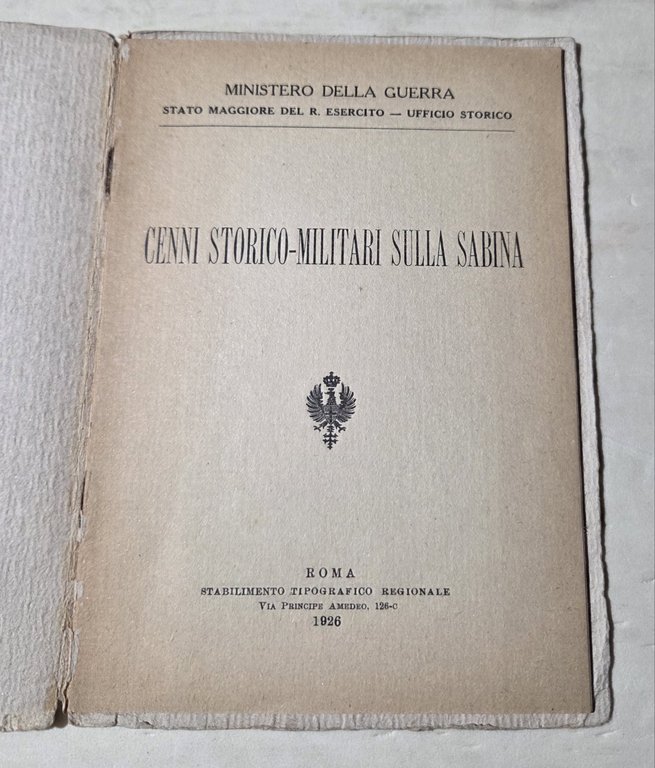 MINISTERO DELLA GUERRA
STATO MAGGIORE DEL R. ESERCITO — UFFICIO STORICO
CENNI STORICO-MILITARI SULLA SABINA
ROMA
STABILIMENTO TIPOGRAFICO REGIONALE
VIA PRINCIPE AMEDEO, 126-C
1926